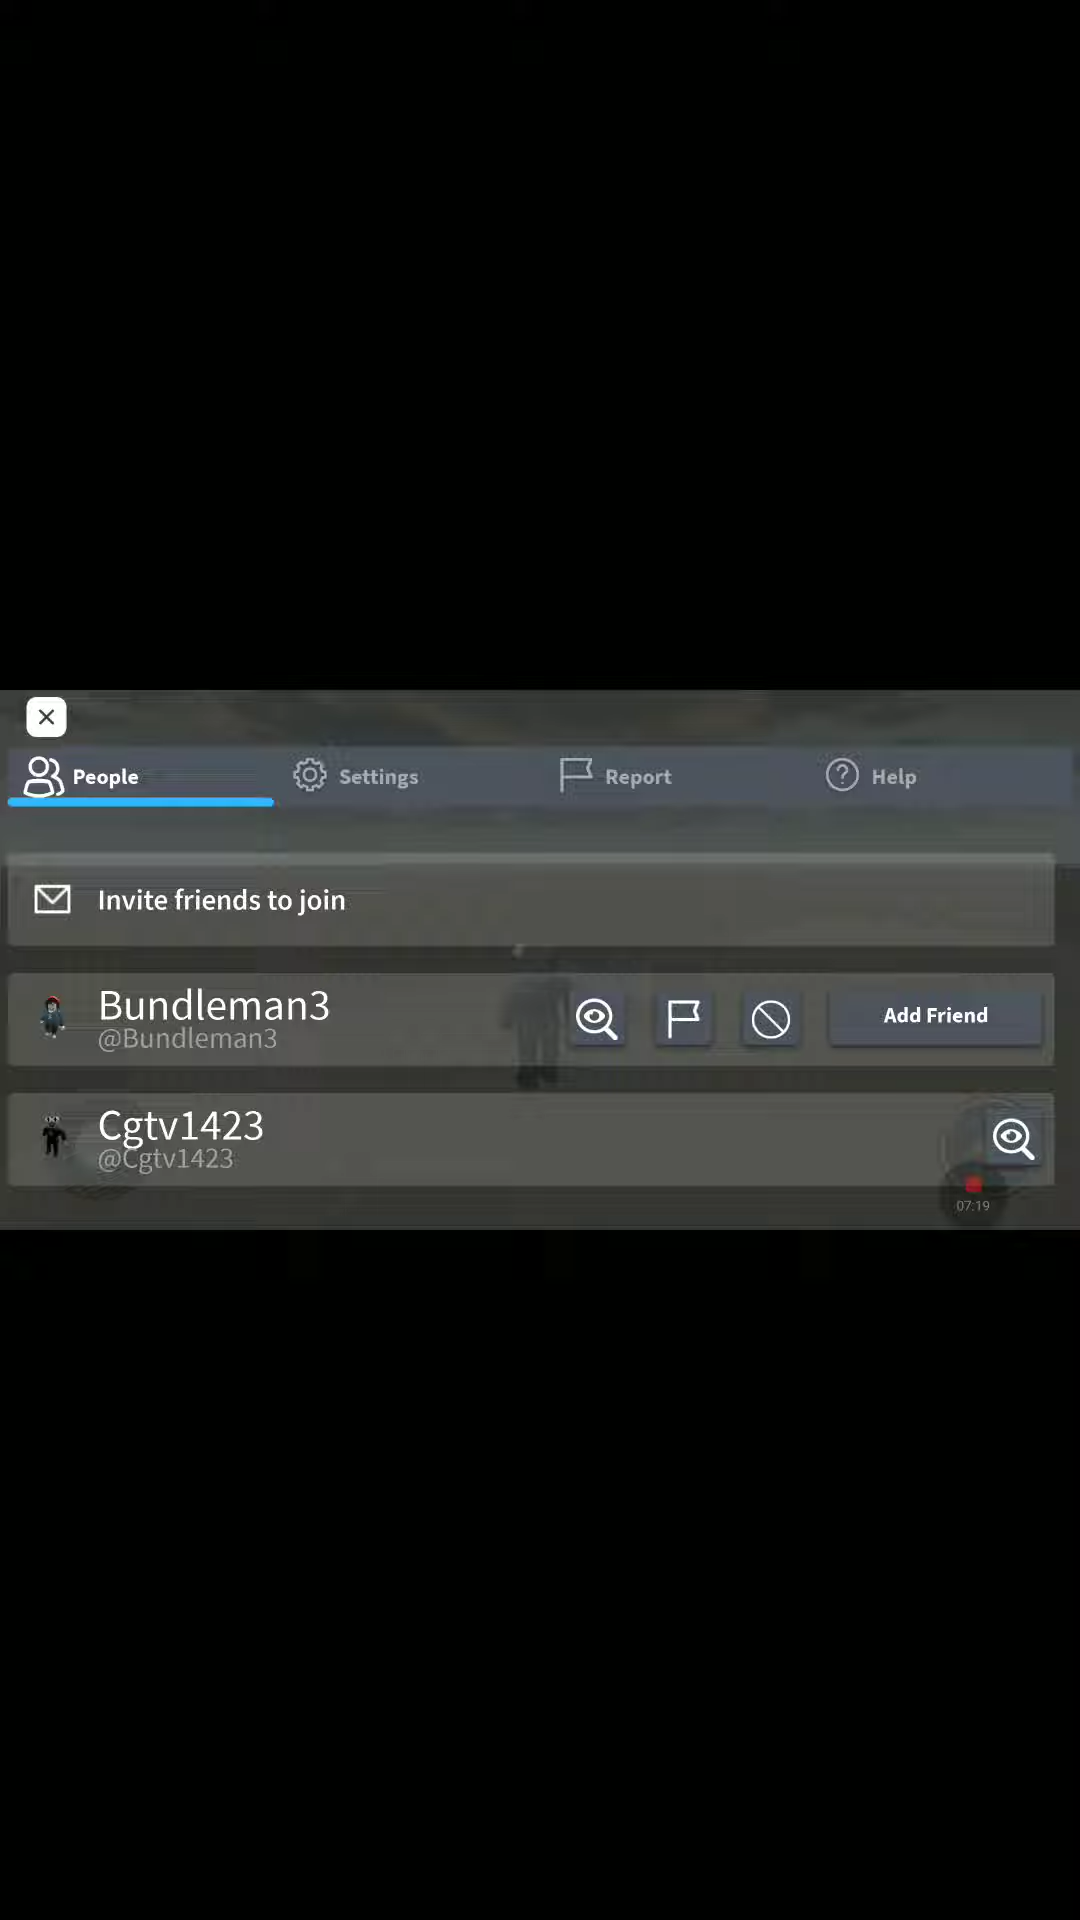 People
Settings
Report
Help
Invite friends to join
Bundleman3
@Bundleman3
Add Friend
Cgtv1423
@Cgtv1423
07:19